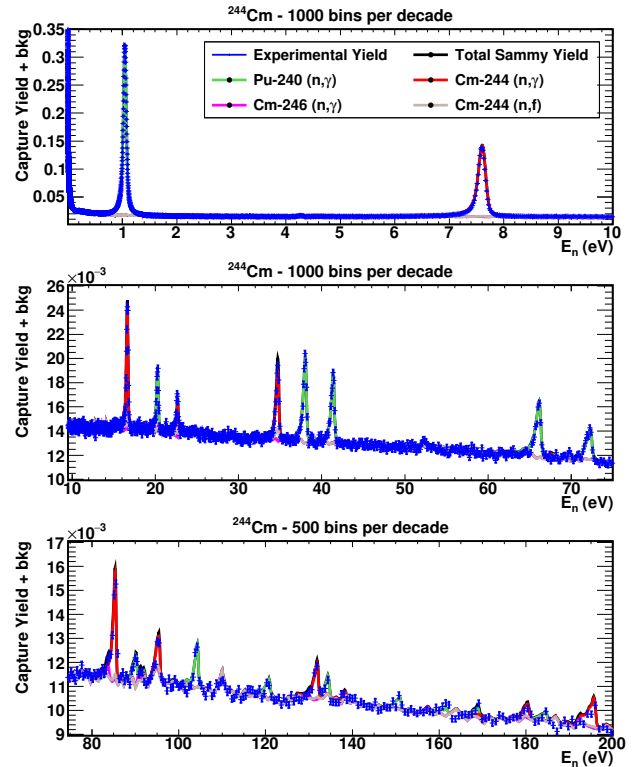 ²⁴⁴Cm - 1000 bins per decade
Capture Yield + bkg
0.35
0.3
0.25
0.2
0.15
0.1
0.05
Experimental Yield
Total Sammy Yield
Pu-240 (n,γ)
Cm-244 (n,γ)
Cm-246 (n,γ)
Cm-244 (n,f)
1 2 3 4 5 6 7 8 9 10
Eₙ (eV)
²⁴⁴Cm - 1000 bins per decade
×10⁻³
Capture Yield + bkg
26
24
22
20
18
16
14
12
10
10 20 30 40 50 60 70
Eₙ (eV)
²⁴⁴Cm - 500 bins per decade
×10⁻³
Capture Yield + bkg
17
16
15
14
13
12
11
10
9
80 100 120 140 160 180 200
Eₙ (eV)